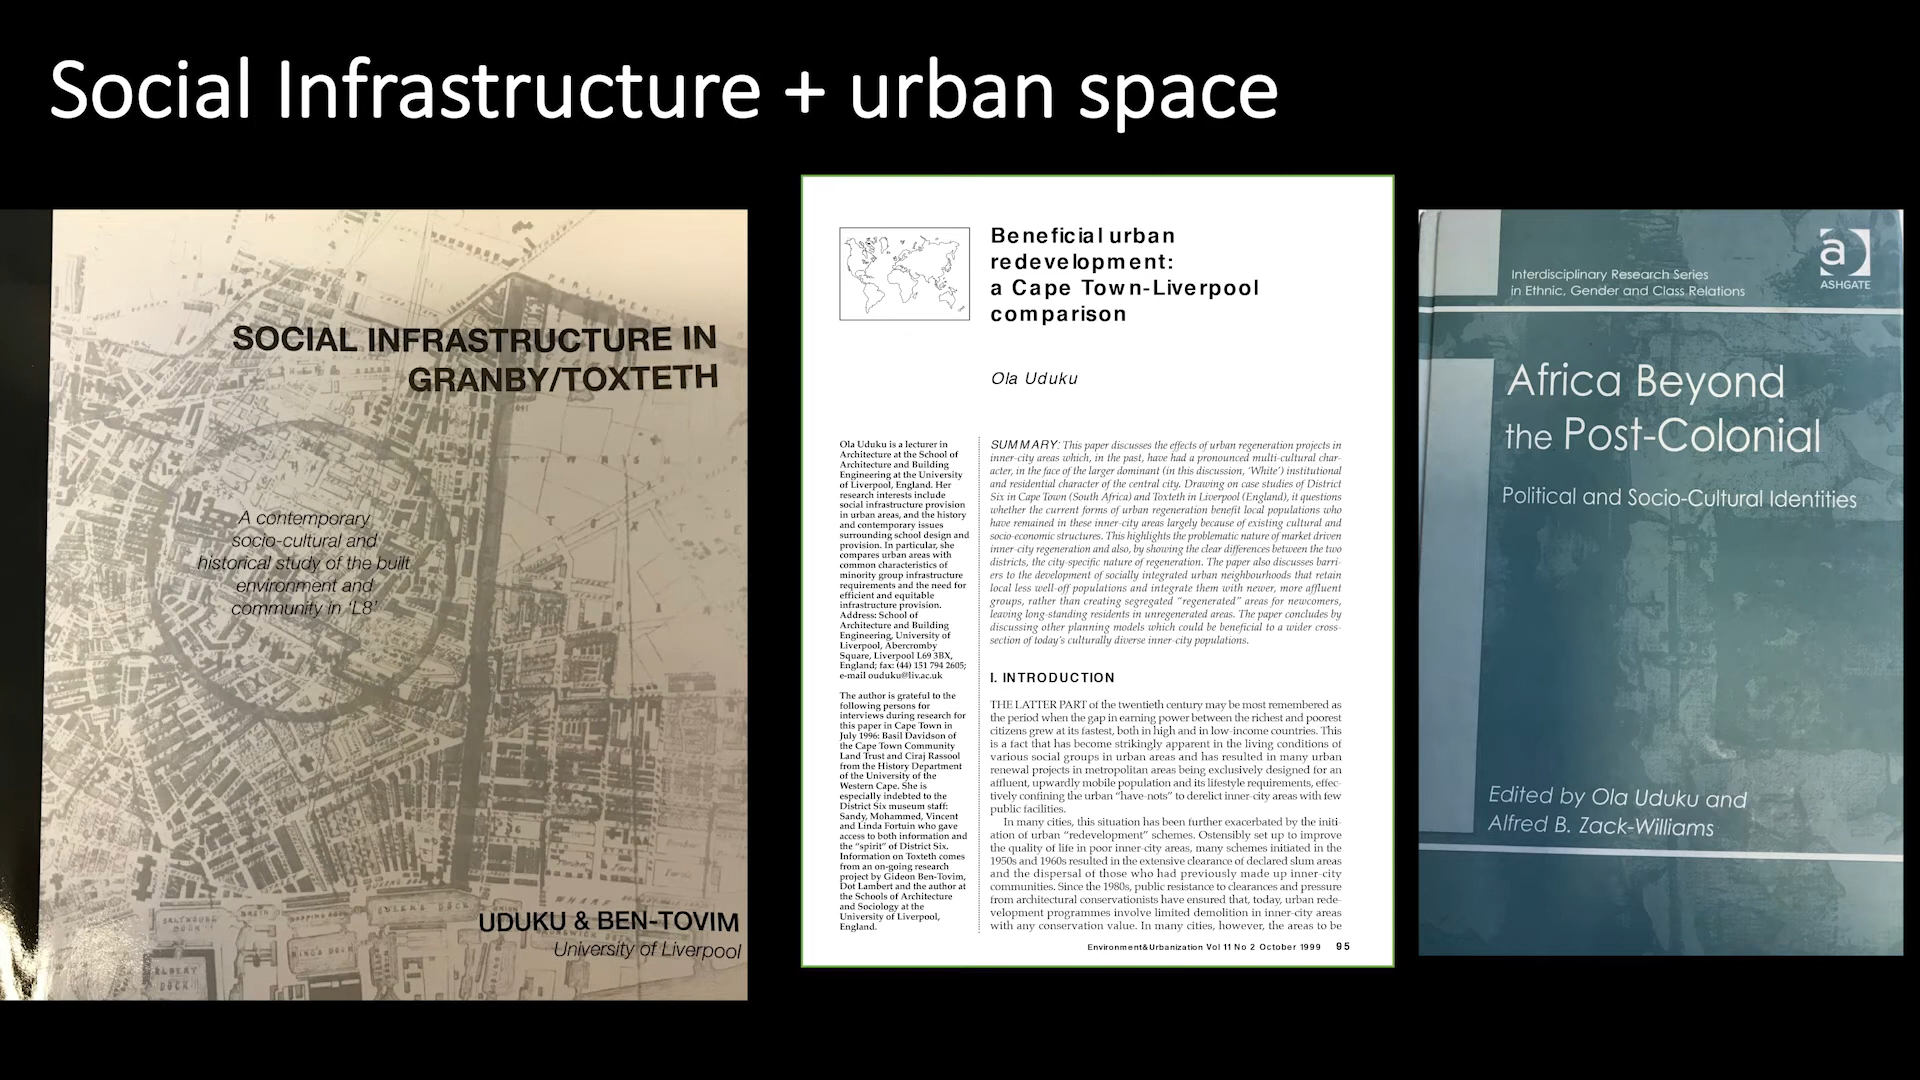 Social Infrastructure + urban space
SOCIAL INFRASTRUCTURE IN
GRANBY/TOXTETH
A contemporary
socio-cultural and
historical study of the built
environment and
community in 'L8'
UDUKU & BEN-TOVIM
University of Liverpool
Beneficial urban
redevelopment:
a Cape Town-Liverpool
comparison
Ola Uduku
Ola Uduku is a lecturer in
Architecture at the School of
Architecture and Building
Engineering at the University
of Liverpool, England. Her
research interests include
social infrastructure provision
in urban areas, and the history
and contemporary issues
surrounding school design and
provision. In particular, she
compares urban areas with
common characteristics of
minority group infrastructure
requirements and the need for
efficient and equitable
infrastructure provision.
Address: School of
Architecture and Building
Engineering, University of
Liverpool, Abercromby
Square, Liverpool L69 3BX,
England; fax: (44) 151 794 2605;
e-mail ouduku@liv.ac.uk
The author is grateful to the
following persons for
interviews during research for
this paper in Cape Town in
July 1996: Basil Davidson of
the Cape Town Community
Land Trust and Ciraj Rassool
from the History Department
of the University of the
Western Cape. She is
especially indebted to the
District Six museum staff:
Sandy, Mohammed, Vincent
and Linda Fortuin who gave
access to both information and
the "spirit" of District Six.
Information on Toxteth comes
from an on-going research
project by Gideon Ben-Tovim,
Dot Lambert and the author at
the Schools of Architecture
and Sociology at the
University of Liverpool,
England.
SUMMARY: This paper discusses the effects of urban regeneration projects in
inner-city areas which, in the past, have had a pronounced multi-cultural char-
acter, in the face of the larger dominant (in this discussion, 'White') institutional
and residential character of the central city. Drawing on case studies of District
Six in Cape Town (South Africa) and Toxteth in Liverpool (England), it questions
whether the current forms of urban regeneration benefit local populations who
have remained in these inner-city areas largely because of existing cultural and
socio-economic structures. This highlights the problematic nature of market driven
inner-city regeneration and also, by showing the clear differences between the two
districts, the city-specific nature of regeneration. The paper also discusses barri-
ers to the development of socially integrated urban neighbourhoods that retain
local less well-off populations and integrate them with newer, more affluent
groups, rather than creating segregated "regenerated" areas for newcomers,
leaving long-standing residents in unregenerated areas. The paper concludes by
discussing other planning models which could be beneficial to a wider cross-
section of today's culturally diverse inner-city populations.
I. INTRODUCTION
THE LATTER PART of the twentieth century may be most remembered as
the period when the gap in earning power between the richest and poorest
citizens grew at its fastest, both in high and in low-income countries. This
is a fact that has become strikingly apparent in the living conditions of
various social groups in urban areas and has resulted in many urban
renewal projects in metropolitan areas being exclusively designed for an
affluent, upwardly mobile population and its lifestyle requirements, effec-
tively confining the urban "have-nots" to derelict inner-city areas with few
public facilities.
In many cities, this situation has been further exacerbated by the initi-
ation of urban "redevelopment" schemes. Ostensibly set up to improve
the quality of life in poor inner-city areas, many schemes initiated in the
1950s and 1960s resulted in the extensive clearance of declared slum areas
and the dispersal of those who had previously made up inner-city
communities. Since the 1980s, public resistance to clearances and pressure
from architectural conservationists have ensured that, today, urban rede-
velopment programmes involve limited demolition in inner-city areas
with any conservation value. In many cities, however, the areas to be
Environment&Urbanization Vol 11 No 2 October 1999 95
a
ASHGATE
Interdisciplinary Research Series
in Ethnic, Gender and Class Relations
Africa Beyond
the Post-Colonial
Political and Socio-Cultural Identities
Edited by Ola Uduku and
Alfred B. Zack-Williams